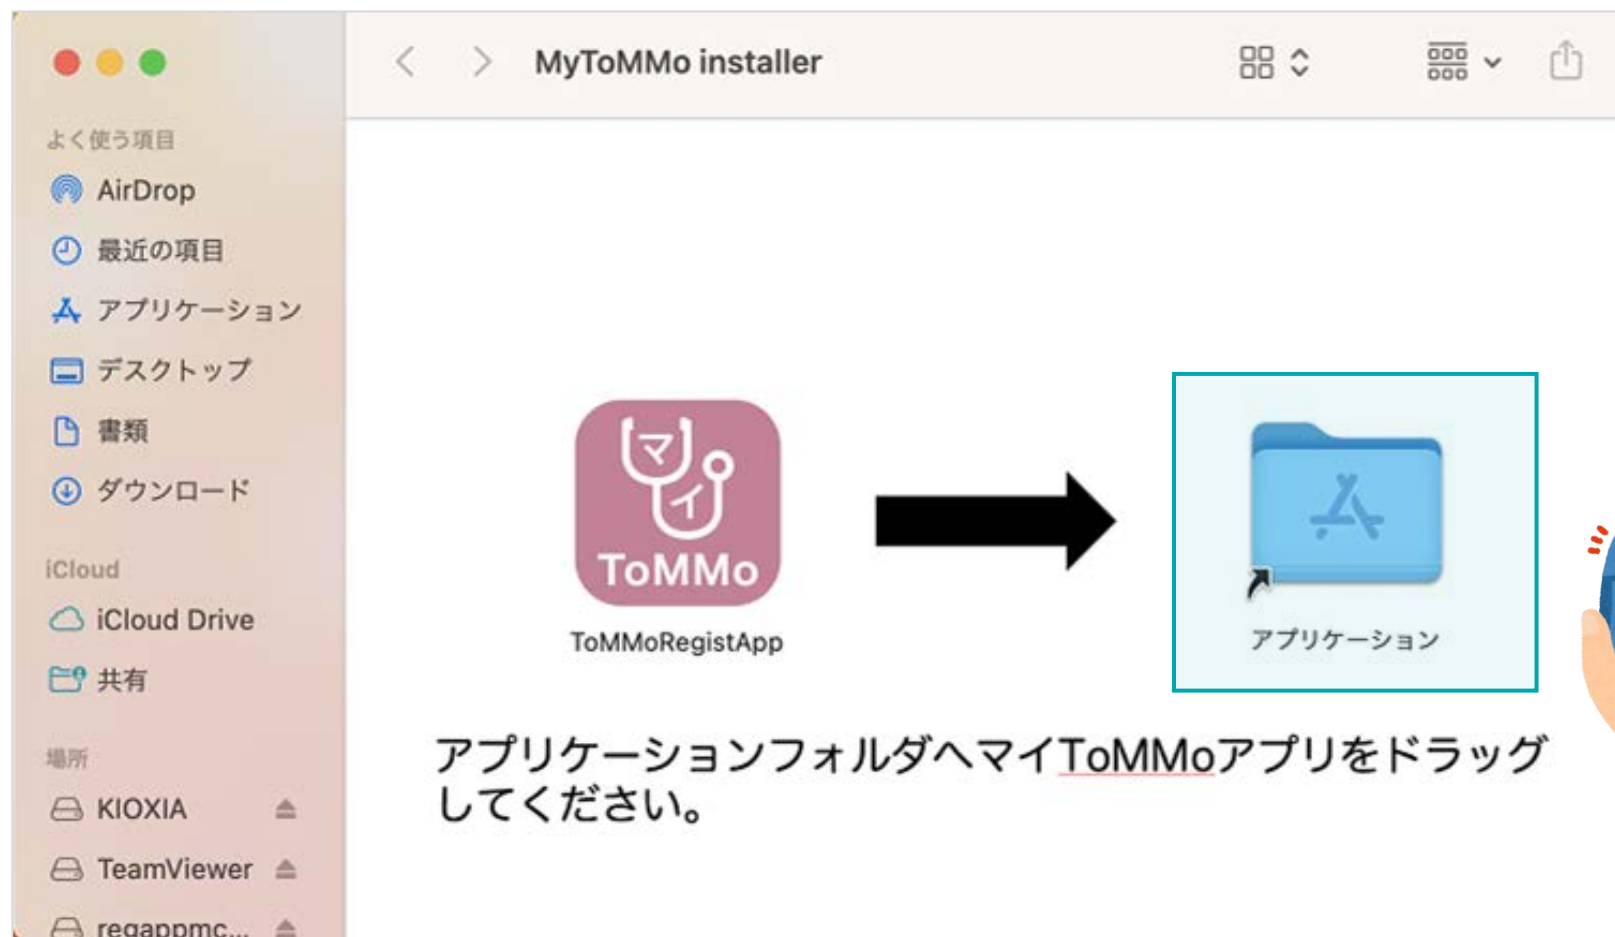 MyToMMo installer
よく使う項目
AirDrop
最近の項目
アプリケーション
デスクトップ
書類
ダウンロード
iCloud
iCloud Drive
共有
場所
KIOXIA
TeamViewer
regappmc...
マイ
ToMMo
ToMMoRegistApp
アプリケーション
アプリケーションフォルダへマイToMMoアプリをドラッグ
してください。